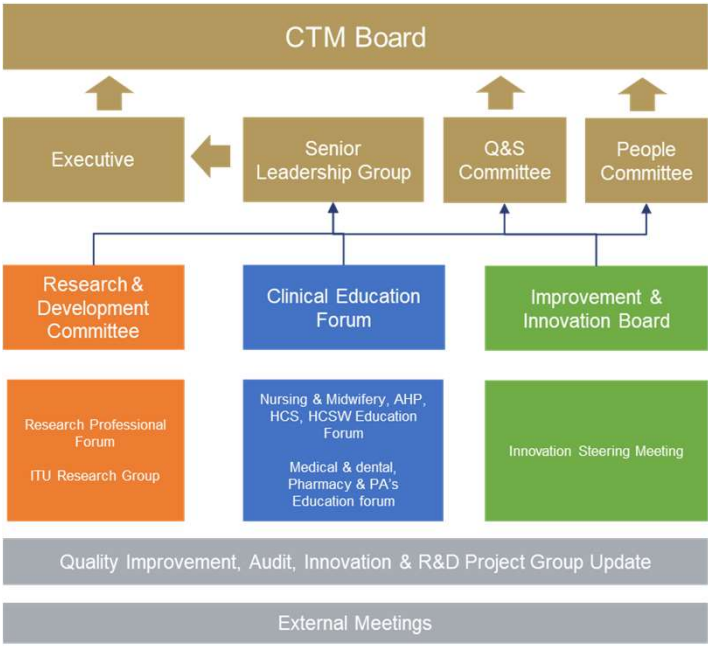 CTM Board
Executive
Senior
Leadership Group
Q&S
Committee
People
Committee
Research &
Development
Committee
Clinical Education
Forum
Improvement &
Innovation Board
Research Professional
Forum
ITU Research Group
Nursing & Midwifery, AHP,
HCS, HCSW Education
Forum
Medical & dental,
Pharmacy & PA's
Education forum
Innovation Steering Meeting
Quality Improvement, Audit, Innovation & R&D Project Group Update
External Meetings